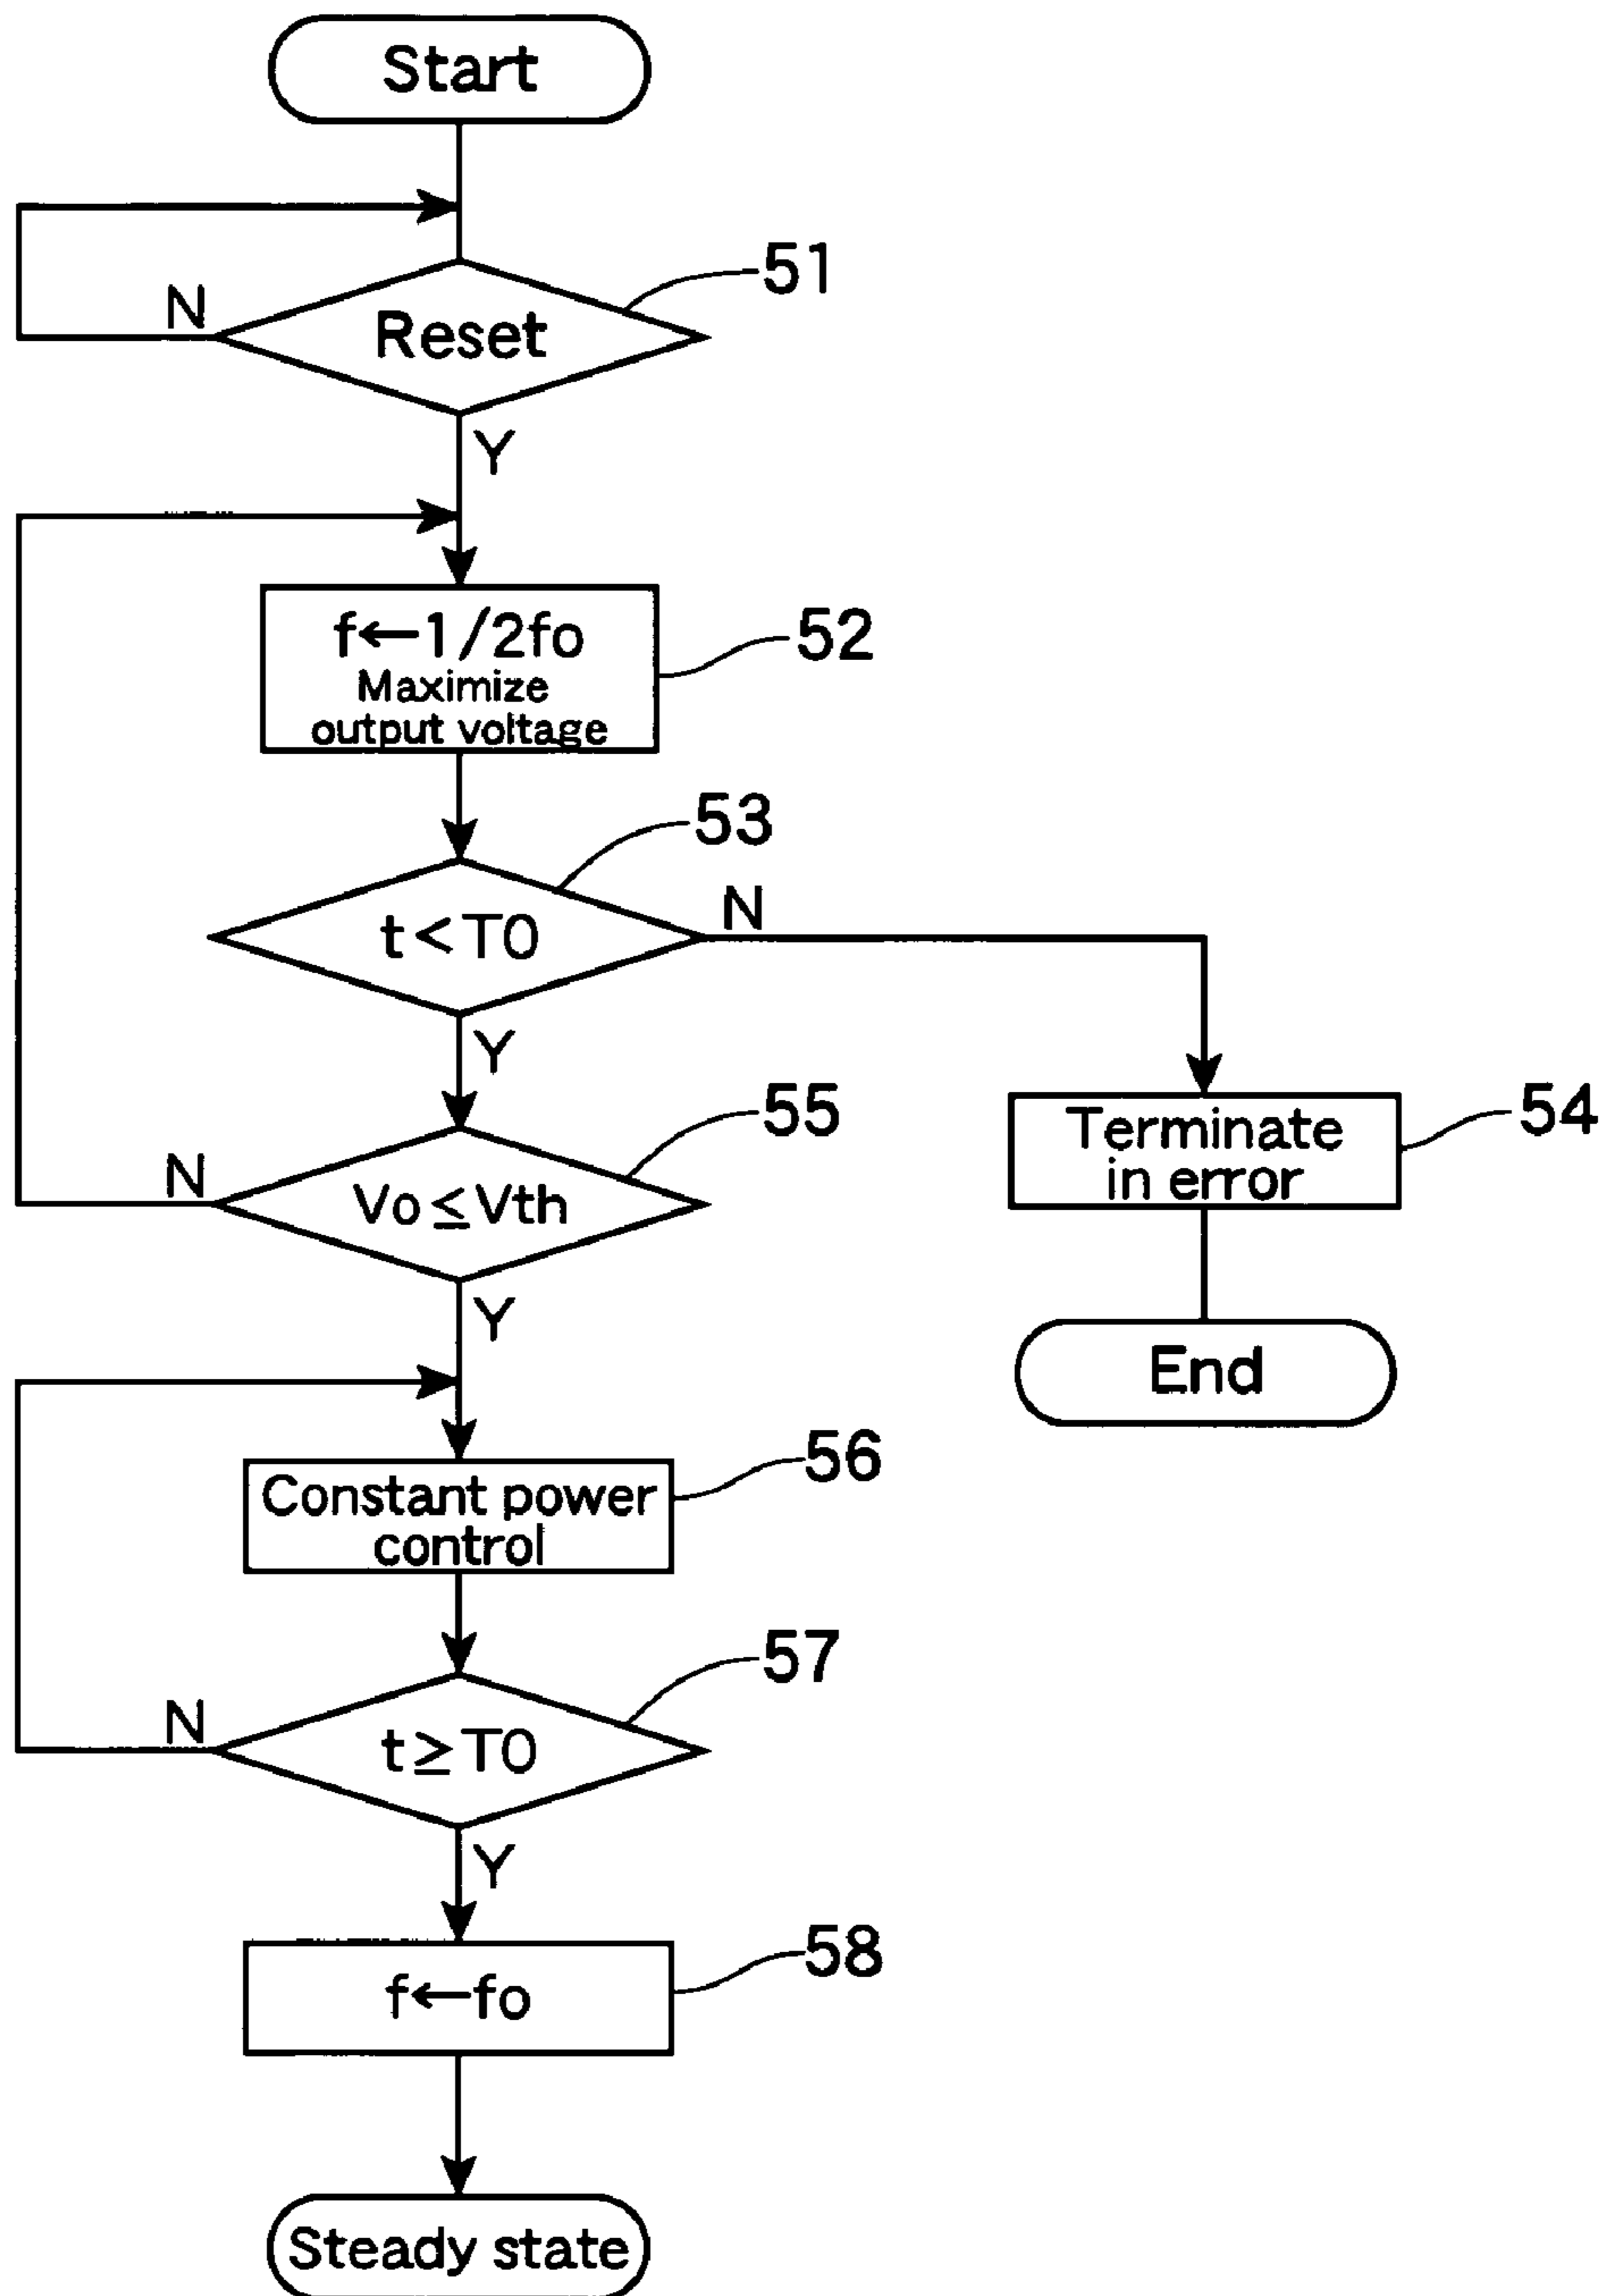 Start
51
N
Reset
Y
f←1/2fo
Maximize
output voltage
52
53
t<T0
N
Y
55
N
Vo≤Vth
Terminate
in error
54
Y
End
Constant power
control
56
57
N
t≥T0
Y
f←fo
58
Steady state